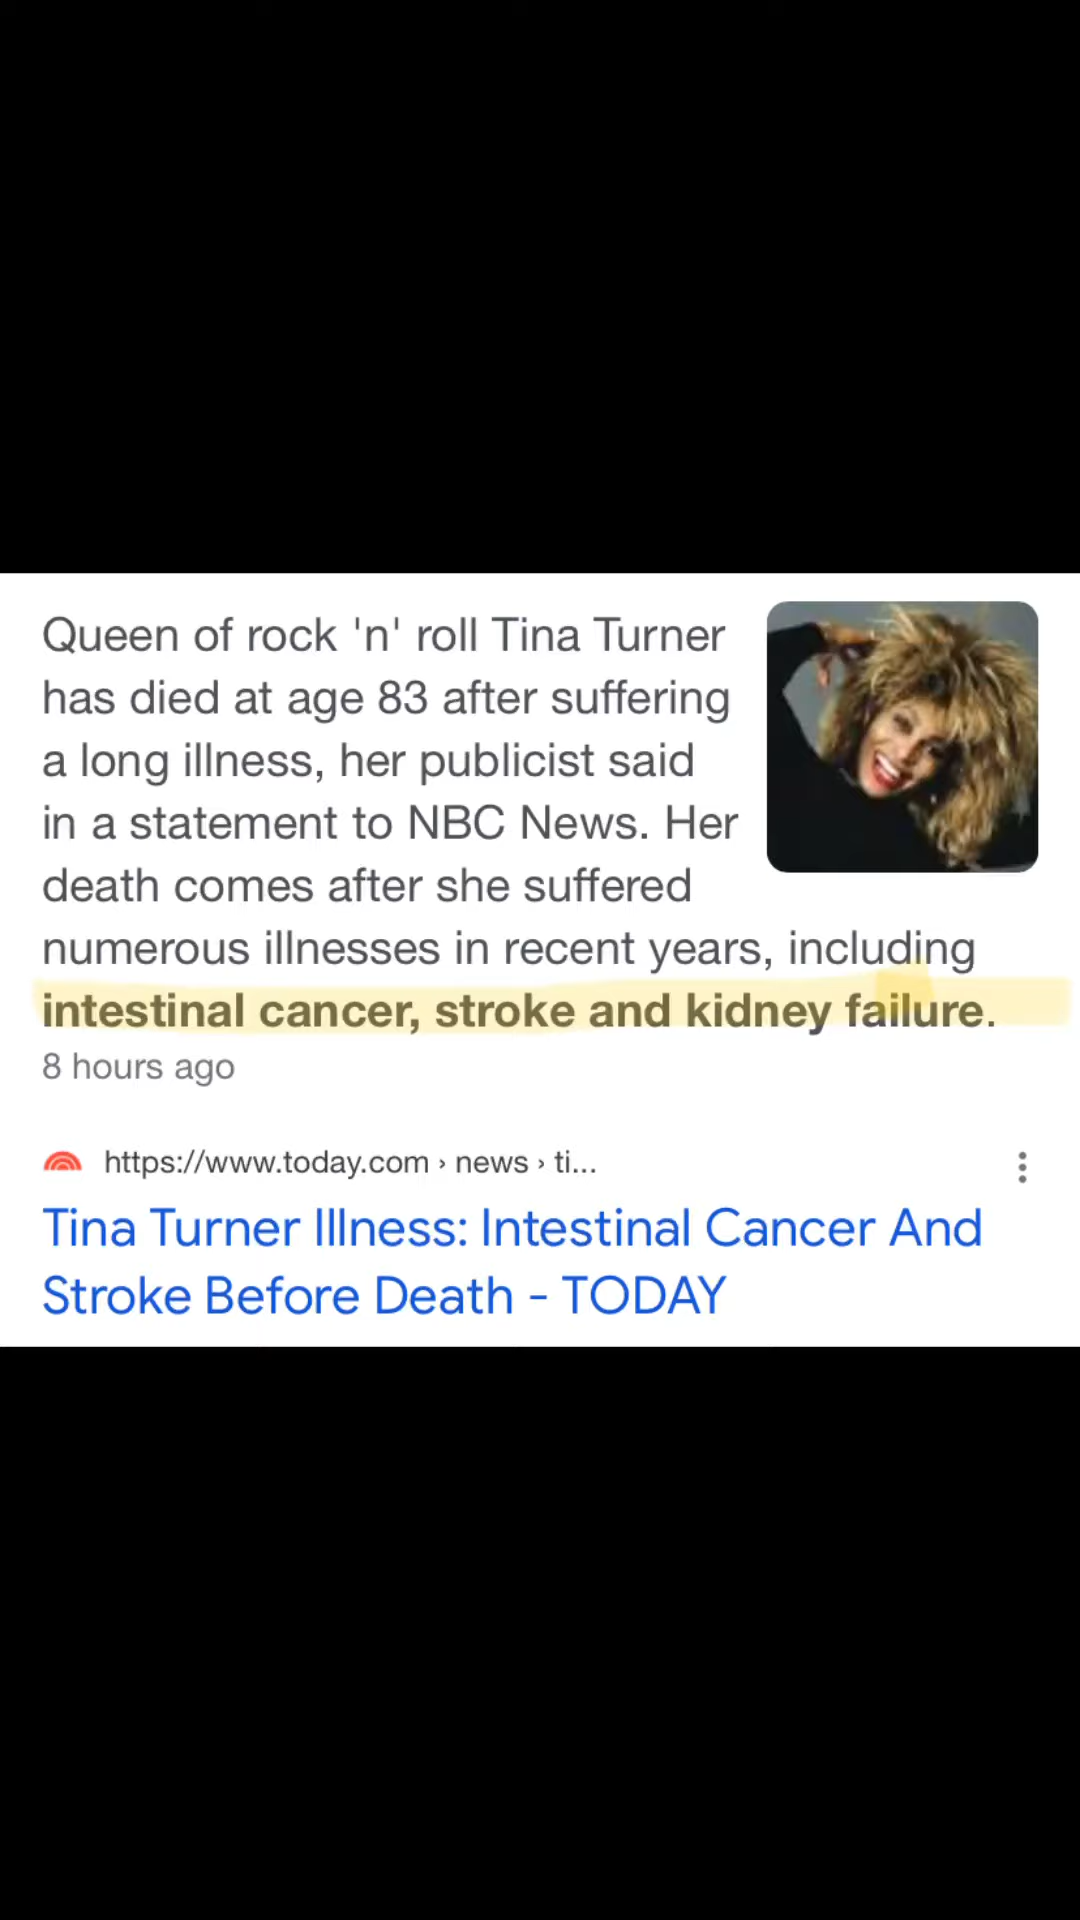 Queen of rock 'n' roll Tina Turner
has died at age 83 after suffering
a long illness, her publicist said
in a statement to NBC News. Her
death comes after she suffered
numerous illnesses in recent years, including
intestinal cancer, stroke and kidney failure.
8 hours ago
https://www.today.com › news › ti...
Tina Turner Illness: Intestinal Cancer And
Stroke Before Death - TODAY